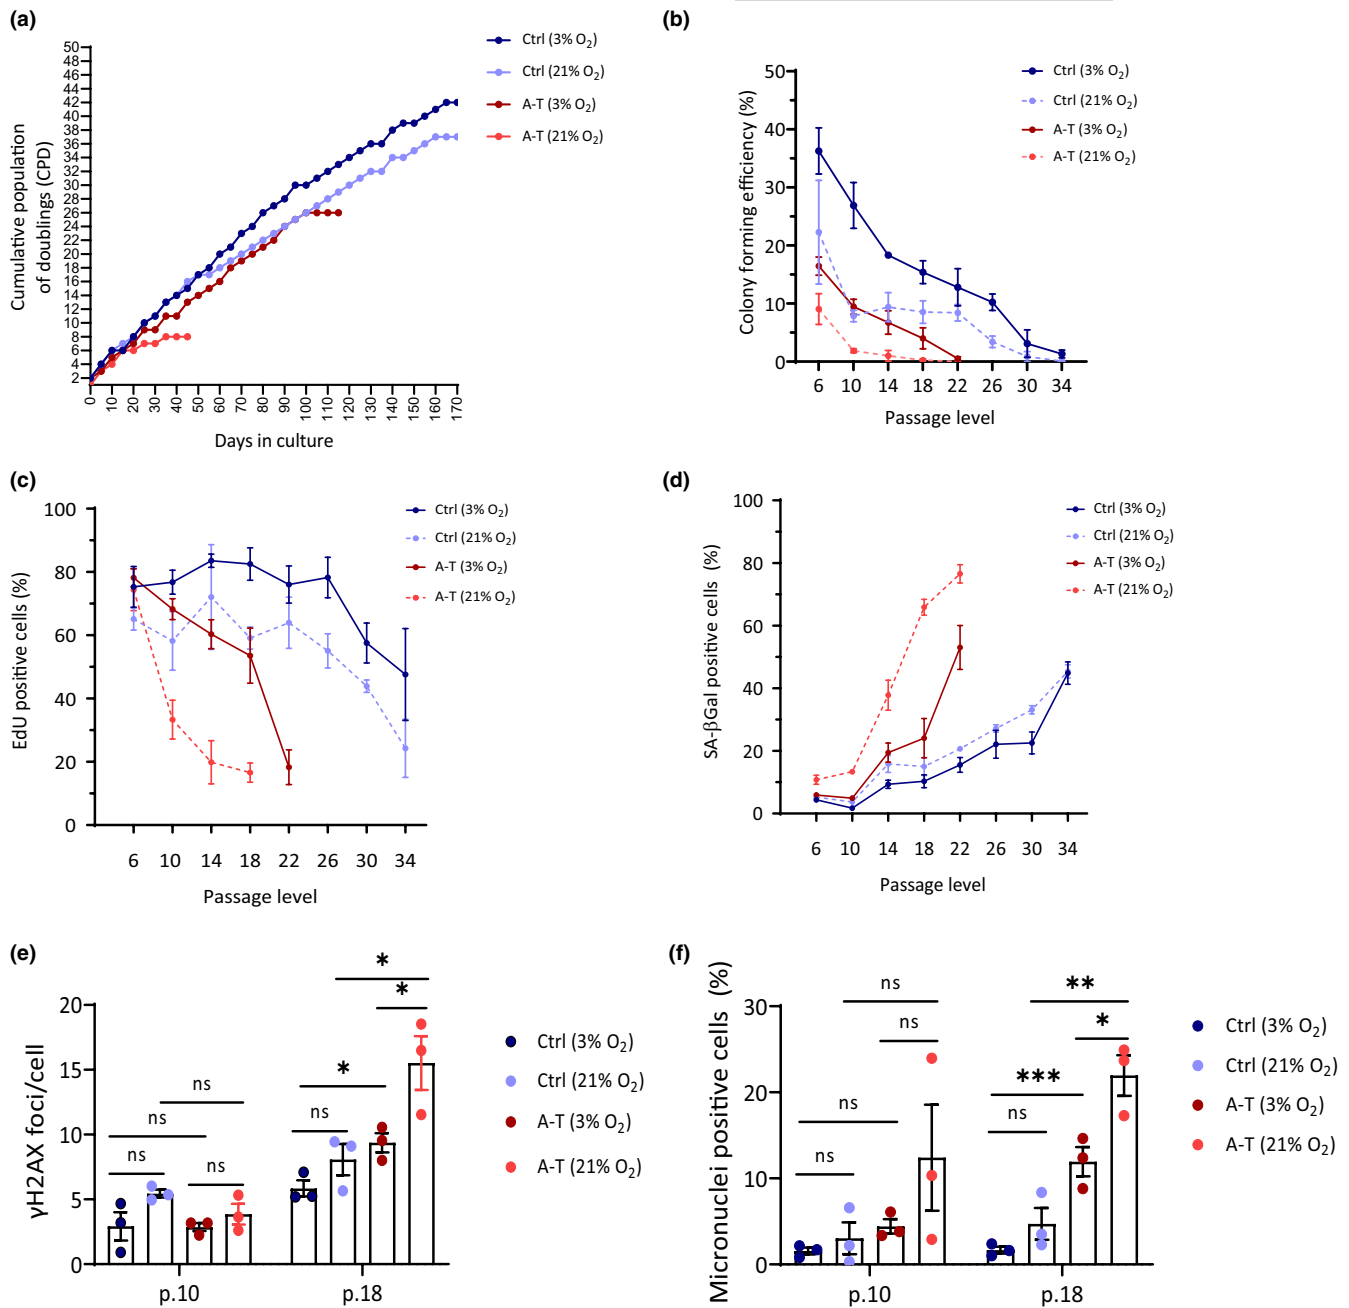 (a)
Cumulative population
of doublings (CPD)
50
48
46
44
42
40
38
36
34
32
30
28
26
24
22
20
18
16
14
12
10
8
6
4
2
0
10
20
30
40
50
60
70
80
90
100
110
120
130
140
150
160
170
Days in culture
Ctrl (3% O2)
Ctrl (21% O2)
A-T (3% O2)
A-T (21% O2)
(b)
Colony forming efficiency (%)
50
40
30
20
10
0
6 10 14 18 22 26 30 34
Passage level
Ctrl (3% O2)
Ctrl (21% O2)
A-T (3% O2)
A-T (21% O2)
(c)
EdU positive cells (%)
100
80
60
40
20
0
6 10 14 18 22 26 30 34
Passage level
Ctrl (3% O2)
Ctrl (21% O2)
A-T (3% O2)
A-T (21% O2)
(d)
SA-βGal positive cells (%)
100
80
60
40
20
0
6 10 14 18 22 26 30 34
Passage level
Ctrl (3% O2)
Ctrl (21% O2)
A-T (3% O2)
A-T (21% O2)
(e)
γH2AX foci/cell
20
15
10
5
0
ns
ns
ns
ns
*
*
*
ns
p.10 p.18
Ctrl (3% O2)
Ctrl (21% O2)
A-T (3% O2)
A-T (21% O2)
(f)
Micronuclei positive cells (%)
30
20
10
0
ns
ns
ns
ns
**
*
***
ns
p.10 p.18
Ctrl (3% O2)
Ctrl (21% O2)
A-T (3% O2)
A-T (21% O2)